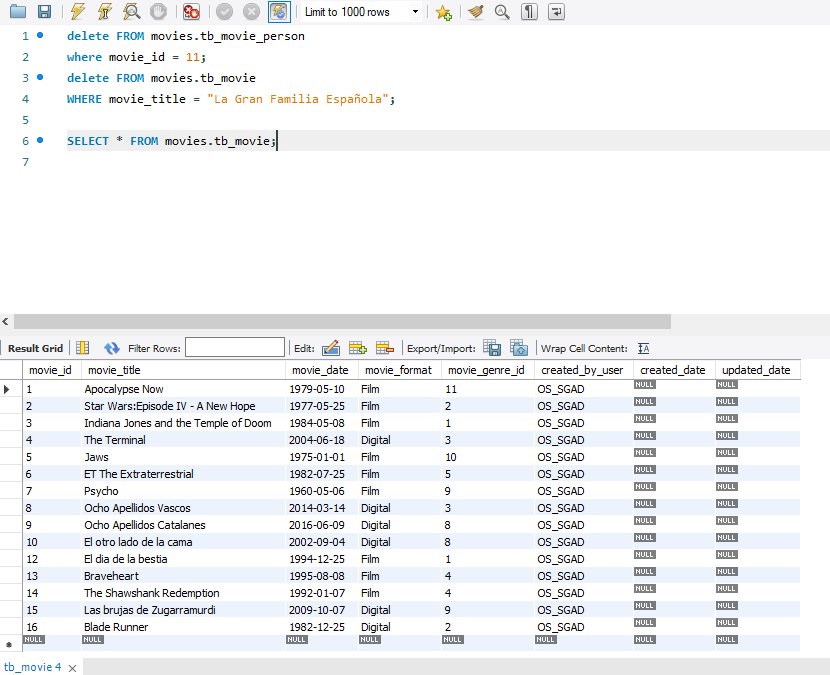 Limit to 1000 rows
1 delete FROM movies.tb_movie_person
2 where movie_id = 11;
3 delete FROM movies.tb_movie
4 WHERE movie_title = "La Gran Familia Española";
5
6 SELECT * FROM movies.tb_movie;
7
Result Grid Filter Rows: Edit: Export/Import: Wrap Cell Content: IA
movie_id movie_title movie_date movie_format movie_genre_id created_by_user created_date updated_date
1 Apocalypse Now 1979-05-10 Film 11 OS_SGAD NULL NULL
2 Star Wars:Episode IV - A New Hope 1977-05-25 Film 2 OS_SGAD NULL NULL
3 Indiana Jones and the Temple of Doom 1984-05-08 Film 1 OS_SGAD NULL NULL
4 The Terminal 2004-06-18 Digital 3 OS_SGAD NULL NULL
5 Jaws 1975-01-01 Film 10 OS_SGAD NULL NULL
6 ET The Extraterrestrial 1982-07-25 Film 5 OS_SGAD NULL NULL
7 Psycho 1960-05-06 Film 9 OS_SGAD NULL NULL
8 Ocho Apellidos Vascos 2014-03-14 Digital 3 OS_SGAD NULL NULL
9 Ocho Apellidos Catalanes 2016-06-09 Digital 8 OS_SGAD NULL NULL
10 El otro lado de la cama 2002-09-04 Digital 8 OS_SGAD NULL NULL
12 El dia de la bestia 1994-12-25 Film 1 OS_SGAD NULL NULL
13 Braveheart 1995-08-08 Film 4 OS_SGAD NULL NULL
14 The Shawshank Redemption 1992-01-07 Film 4 OS_SGAD NULL NULL
15 Las brujas de Zugarramurdi 2009-10-07 Digital 9 OS_SGAD NULL NULL
16 Blade Runner 1982-12-25 Digital 2 OS_SGAD NULL NULL
NULL NULL NULL NULL NULL NULL NULL NULL
tb_movie 4